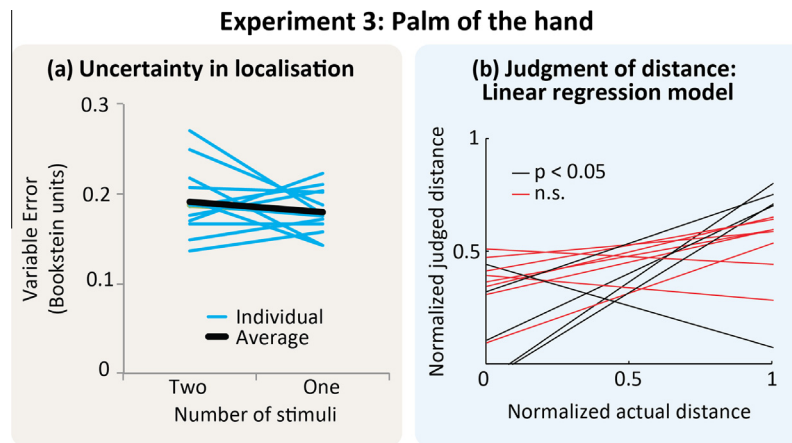 Experiment 3: Palm of the hand
(a) Uncertainty in localisation
0.3
0.2
0.1
0
Variable Error
(Bookstein units)
Individual
Average
Two One
Number of stimuli
(b) Judgment of distance:
Linear regression model
1
0.5
Normalized judged distance
p < 0.05
n.s.
0 0.5 1
Normalized actual distance